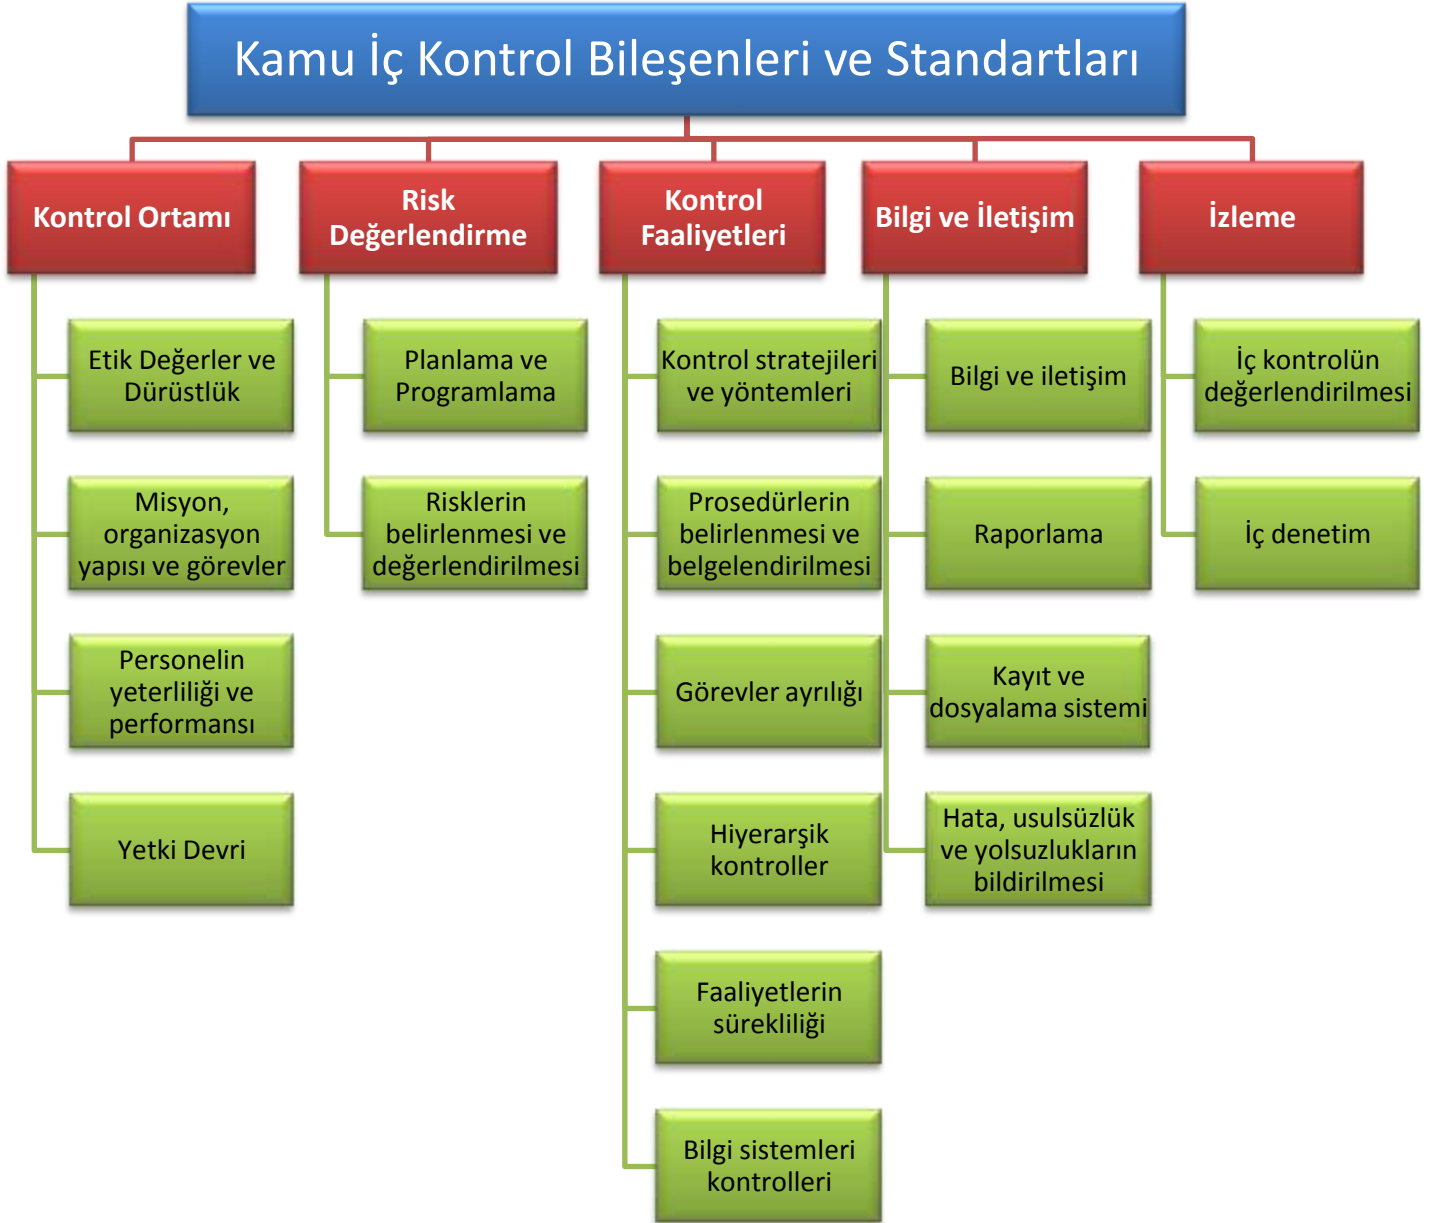 Kamu İç Kontrol Bileşenleri ve Standartları
Kontrol Ortamı
Etik Değerler ve
Dürüstlük
Misyon,
organizasyon
yapısı ve görevler
Personelin
yeterliliği ve
performansı
Yetki Devri
Risk
Değerlendirme
Planlama ve
Programlama
Risklerin
belirlenmesi ve
değerlendirilmesi
Kontrol
Faaliyetleri
Kontrol stratejileri
ve yöntemleri
Prosedürlerin
belirlenmesi ve
belgelendirilmesi
Görevler ayrılığı
Hiyerarşik
kontroller
Faaliyetlerin
sürekliliği
Bilgi sistemleri
kontrolleri
Bilgi ve İletişim
Bilgi ve iletişim
Raporlama
Kayıt ve
dosyalama sistemi
Hata, usulsüzlük
ve yolsuzlukların
bildirilmesi
İzleme
İç kontrolün
değerlendirilmesi
İç denetim